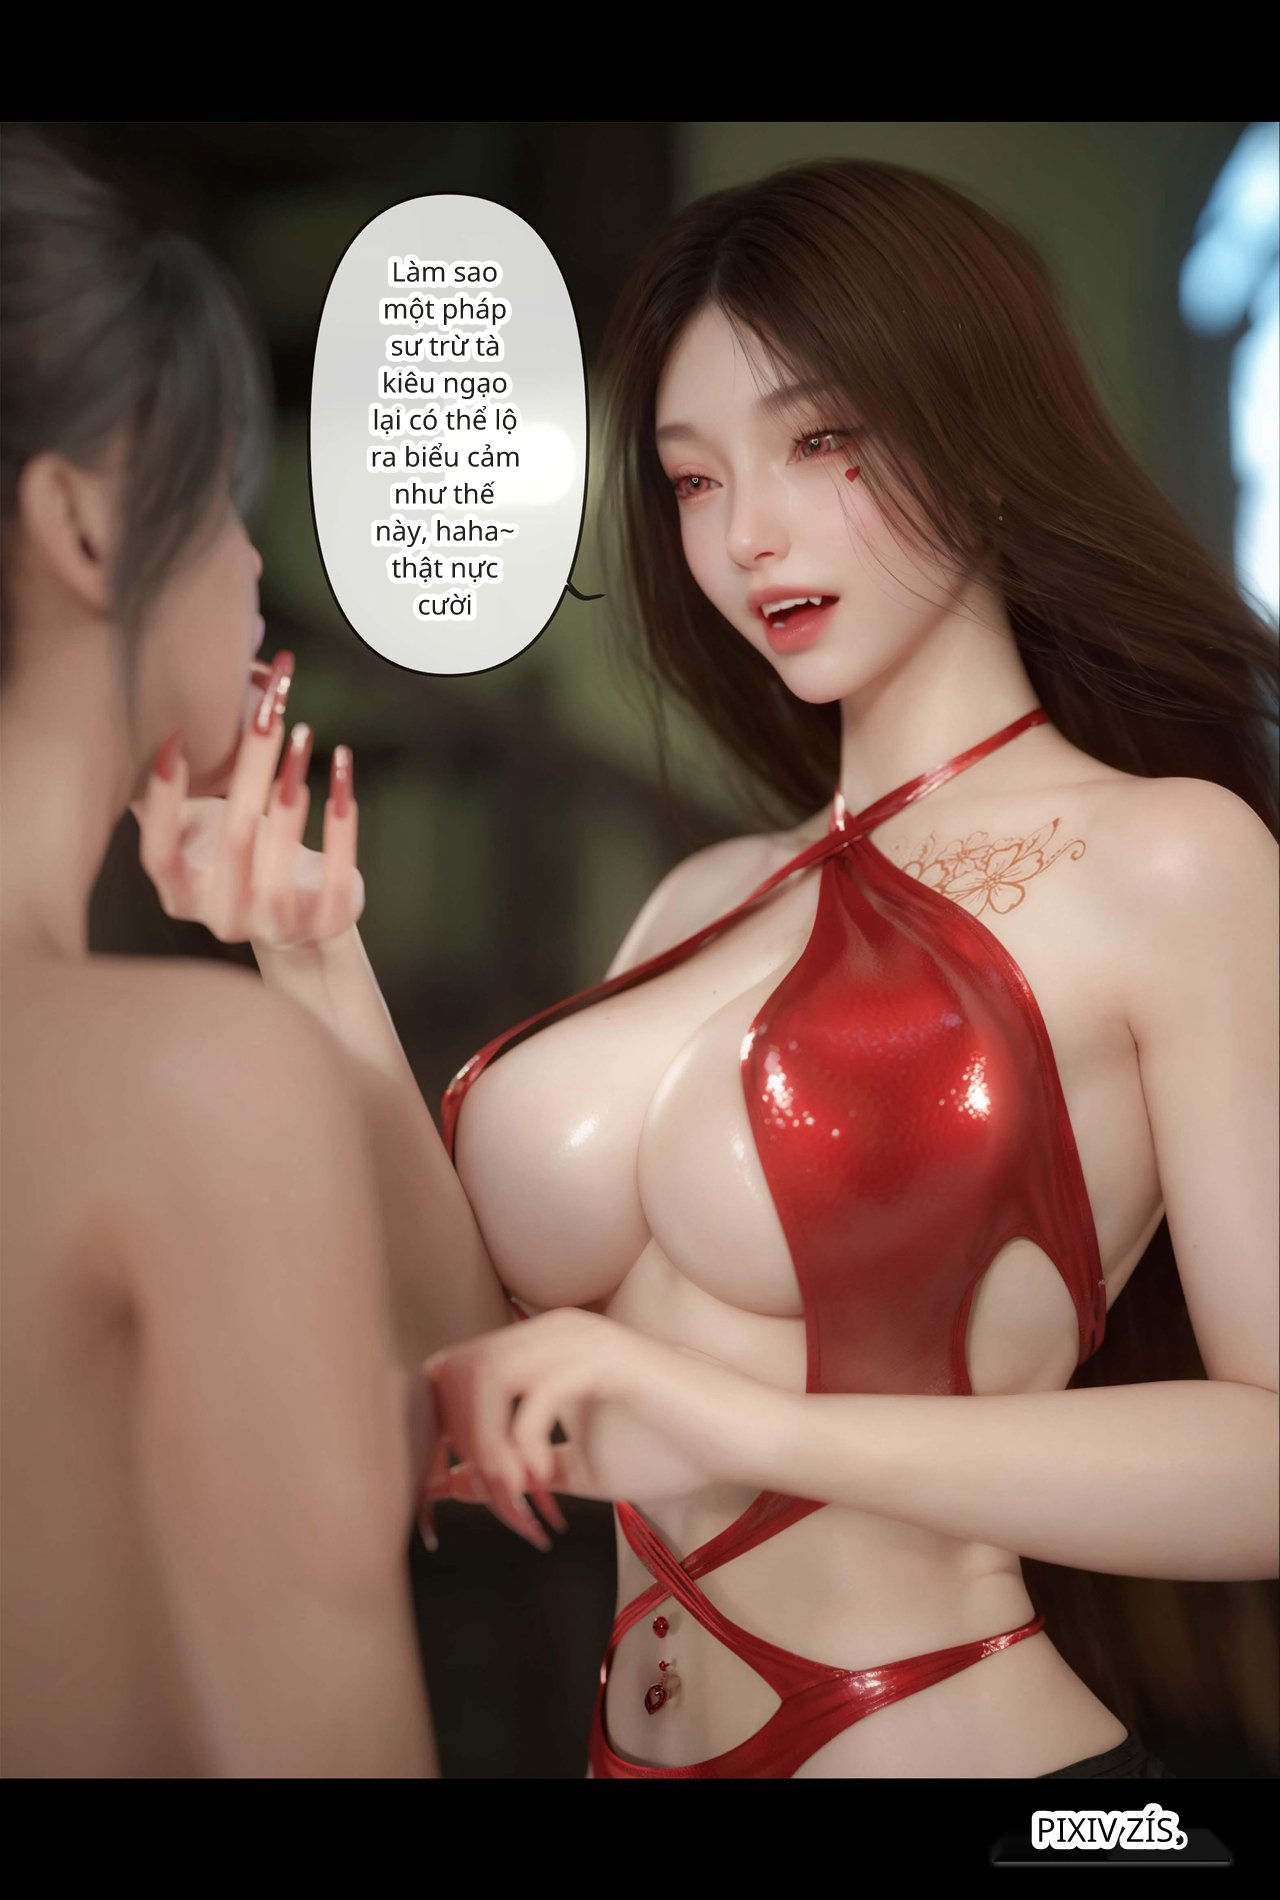 Làm sao
một pháp
sư trừ tà
kiêu ngạo
lại có thể lộ
ra biểu cảm
như thế
này, haha~
thật nực
cười
PIXIV ZÍS,